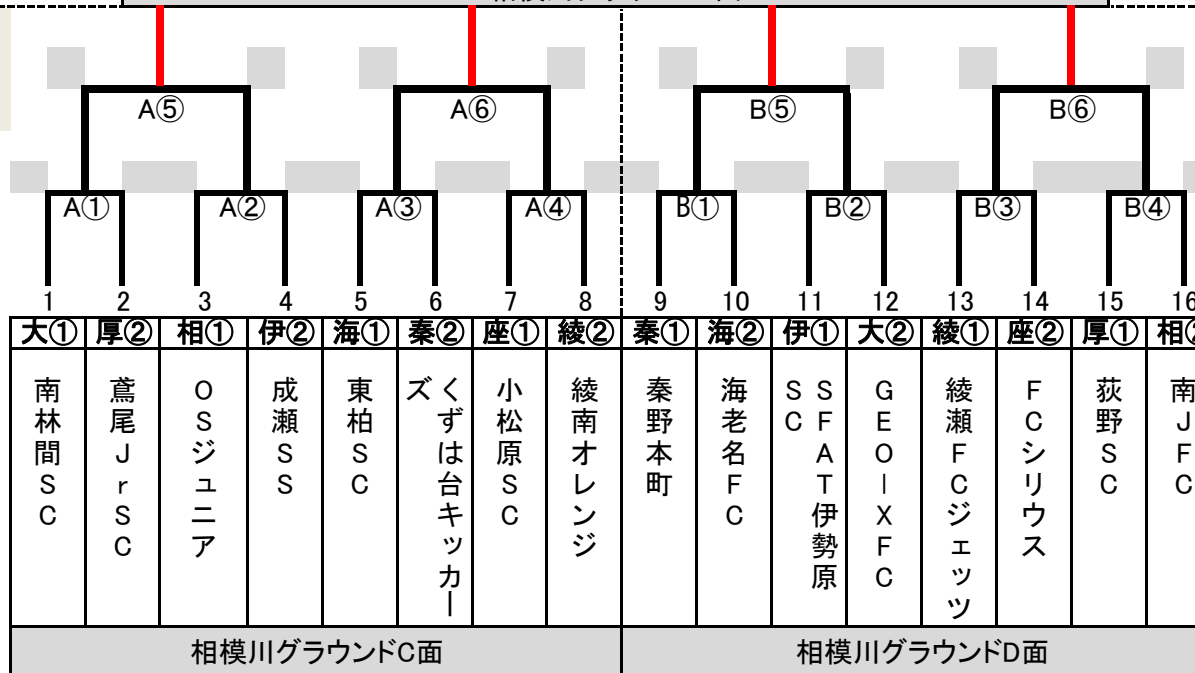 A⑤ A⑥ B⑤ B⑥
A① A② A③ A④ B① B② B③ B④
1 2 3 4 5 6 7 8 9 10 11 12 13 14 15 16
大① 厚② 相① 伊② 海① 秦② 座① 綾② 秦① 海② 伊① 大② 綾① 座② 厚① 相②
南林間SC
鳶尾JrSC
OSジュニア
成瀬SS
東柏SC
くずは台キッカー
ズ
小松原SC
綾南オレンジ
秦野本町
海老名FC
SFAT伊勢原
SC
GEO-XFC
綾瀬FCジェッツ
FCシリウス
荻野SC
南JFC
相模川グラウンドC面 相模川グラウンドD面